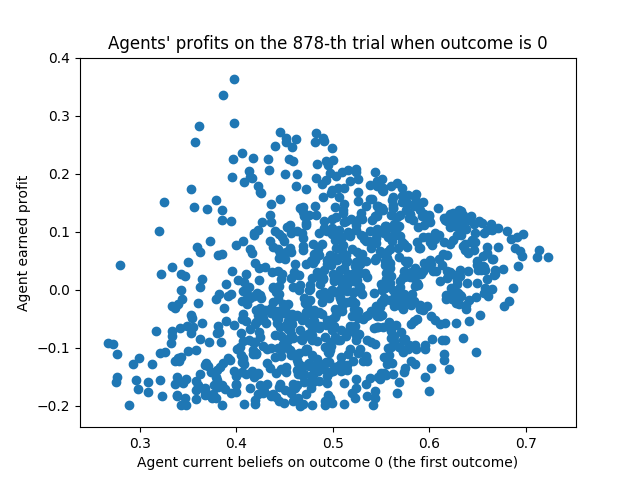 Agents' profits on the 878-th trial when outcome is 0
0.4
0.3
0.2
0.1
0.0
−0.1
−0.2
Agent earned profit
0.3 0.4 0.5 0.6 0.7
Agent current beliefs on outcome 0 (the first outcome)